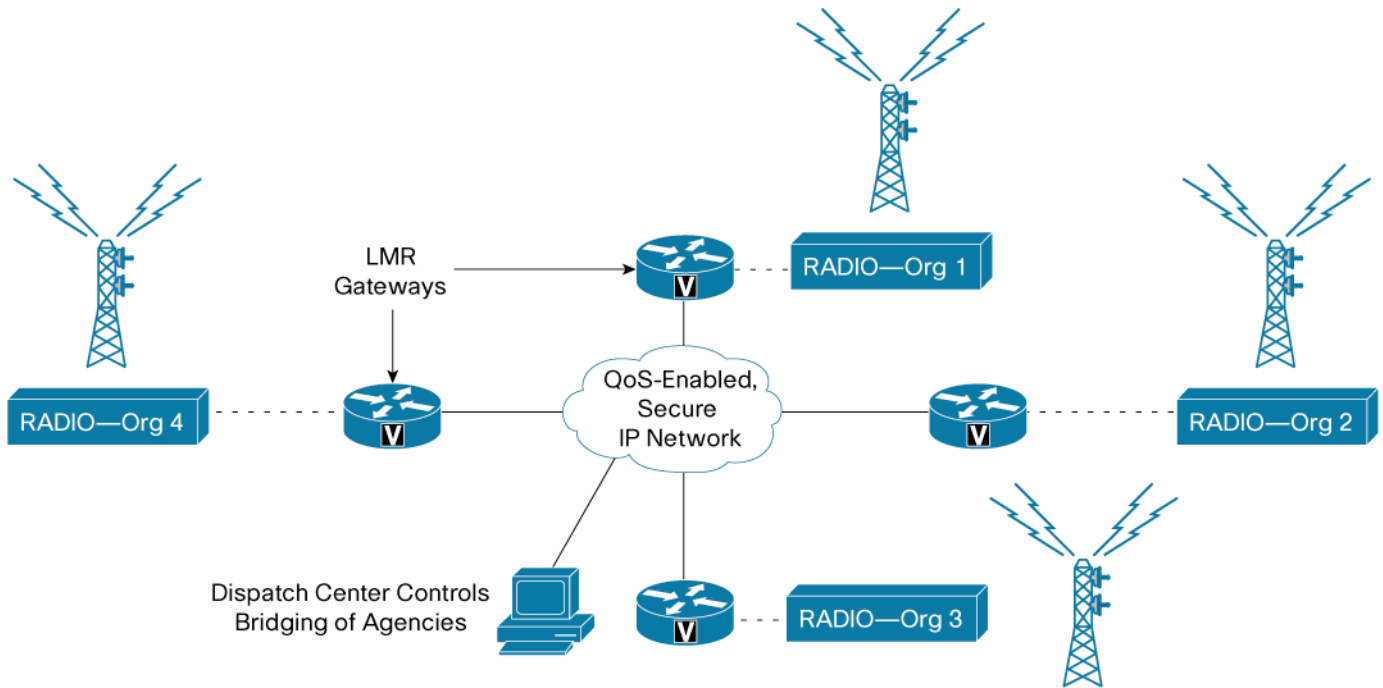 RADIO—Org 1
LMR
Gateways
V
QoS-Enabled,
Secure
IP Network
RADIO—Org 4
V
V
RADIO—Org 2
Dispatch Center Controls
Bridging of Agencies
V
RADIO—Org 3